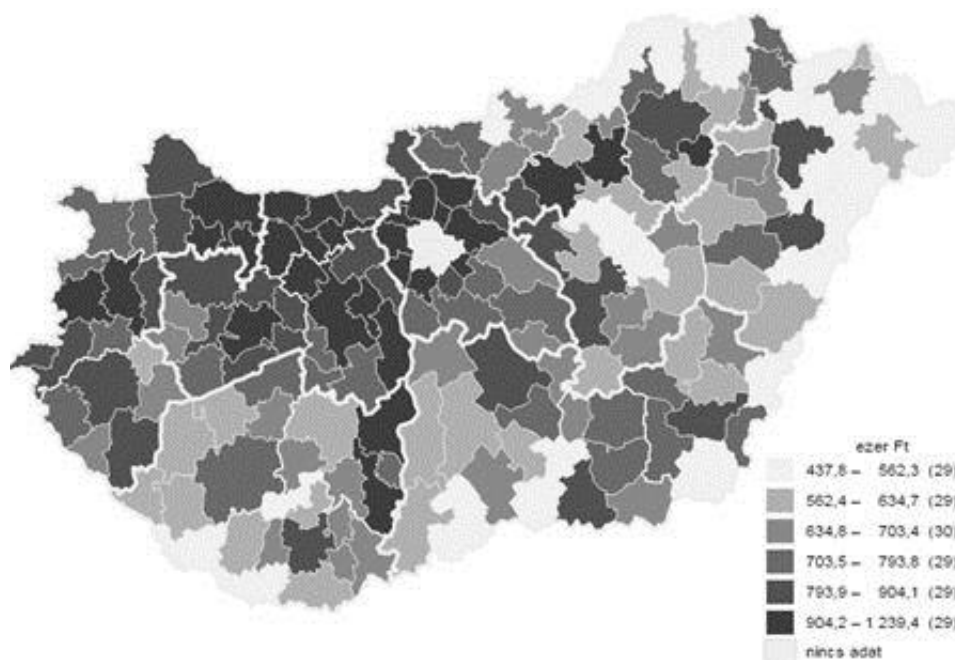 ezer Ft
437,8 – 562,3 (29)
562,4 – 634,7 (29)
634,8 – 703,4 (30)
703,5 – 793,8 (29)
793,9 – 904,1 (29)
904,2 – 1 239,4 (29)
nincs adat